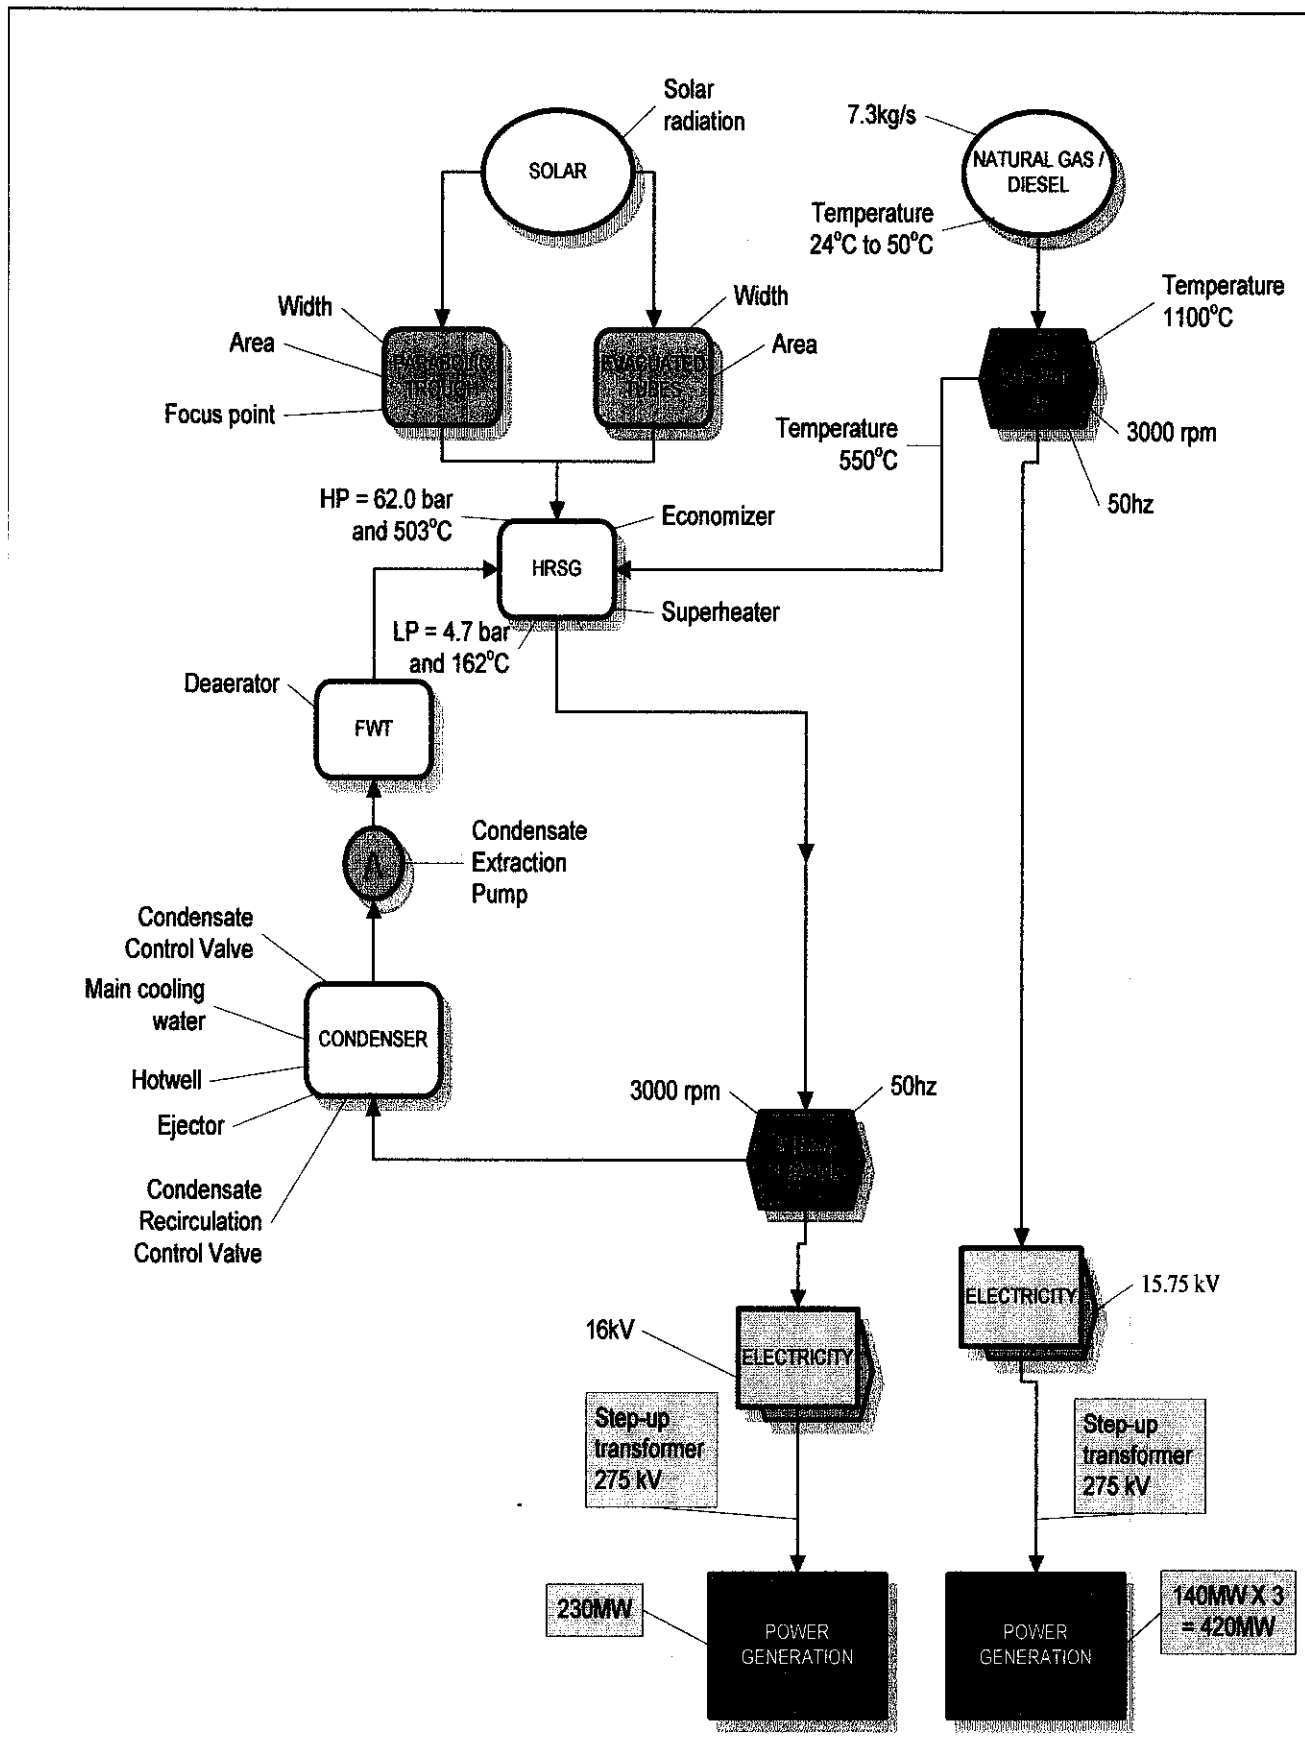 Solar
radiation
SOLAR
7.3kg/s
NATURAL GAS /
DIESEL
Temperature
24°C to 50°C
Temperature
1100°C
Width
Area
Focus point
PARABOLIC
TROUGH
Width
Area
EVACUATED
TUBES
Temperature
550°C
3000 rpm
50hz
HP = 62.0 bar
and 503°C
Economizer
HRSG
Superheater
LP = 4.7 bar
and 162°C
Deaerator
FWT
Condensate
Extraction
Pump
Condensate
Control Valve
Main cooling
water
CONDENSER
Hotwell
Ejector
Condensate
Recirculation
Control Valve
3000 rpm
50hz
ELECTRICITY
15.75 kV
16kV
ELECTRICITY
Step-up
transformer
275 kV
Step-up
transformer
275 kV
230MW
POWER
GENERATION
POWER
GENERATION
140MW X 3
= 420MW